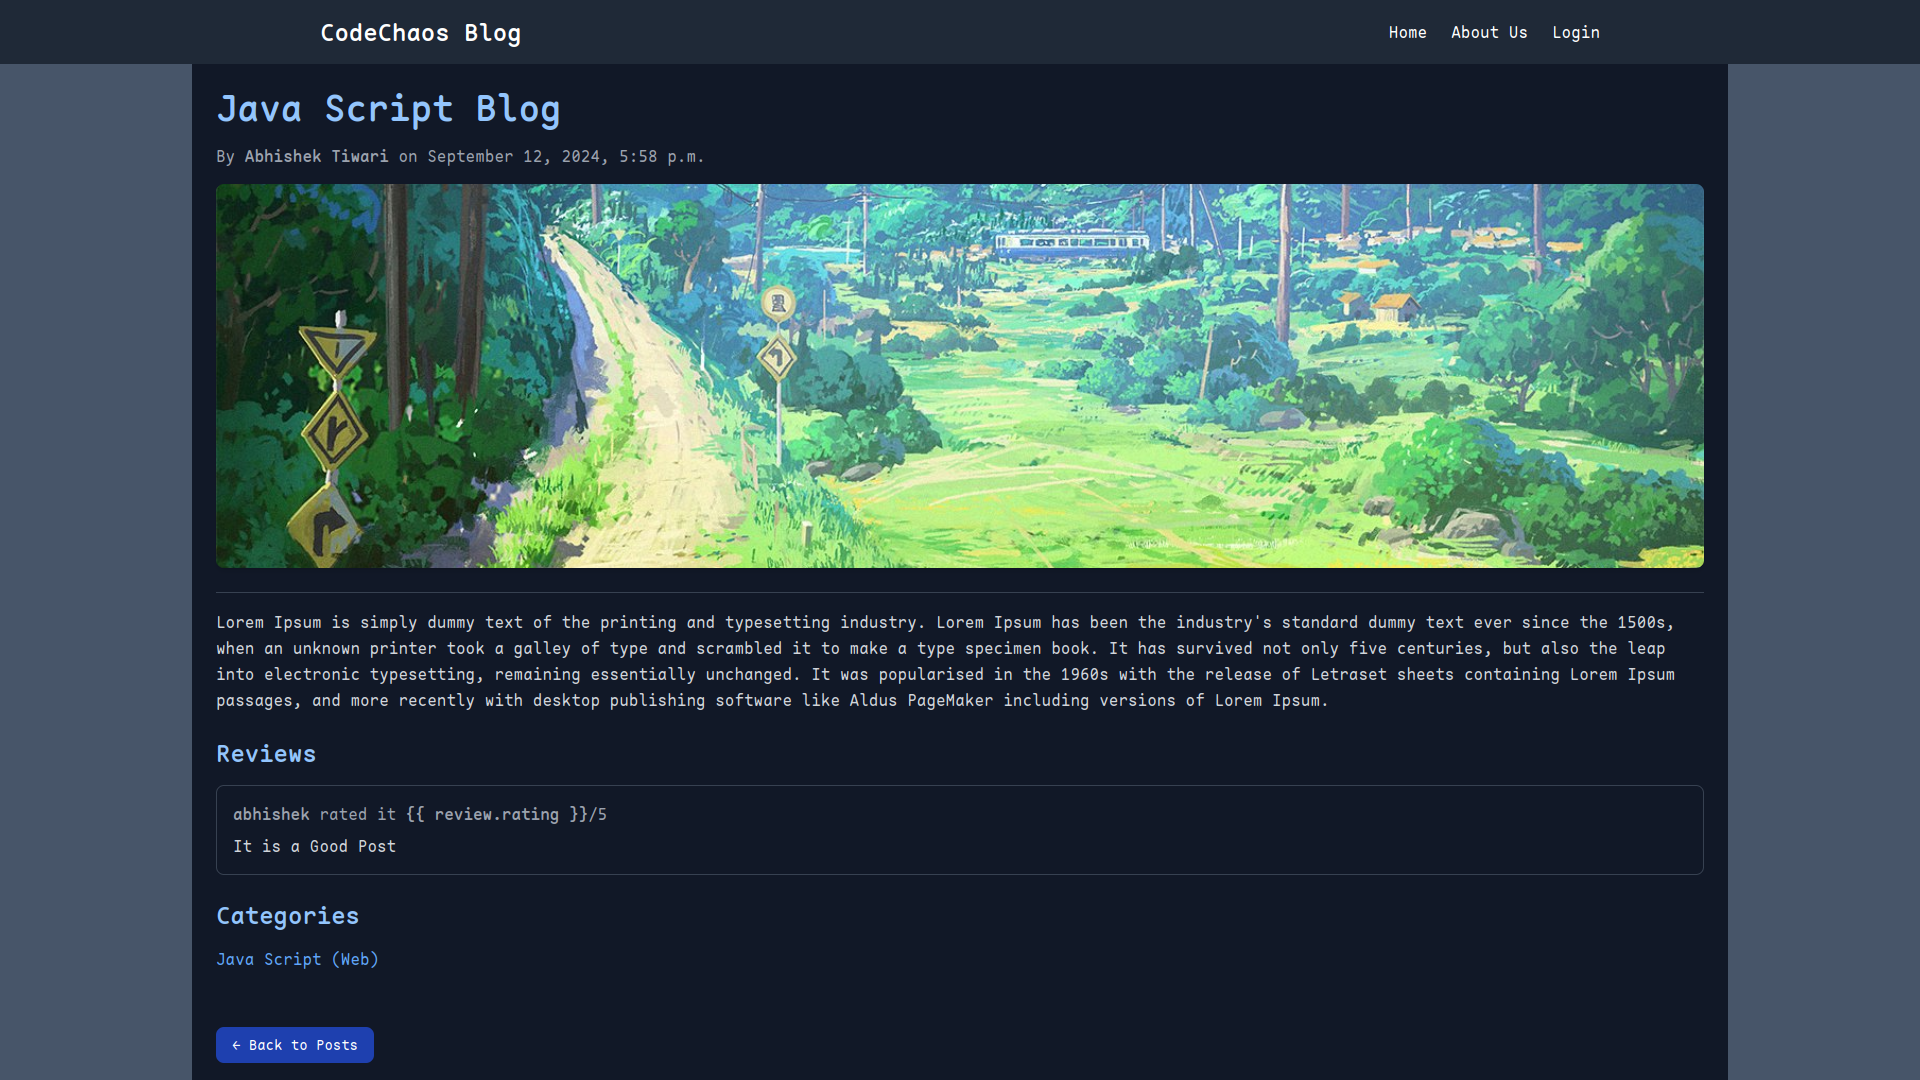 CodeChaos Blog
Home
About Us
Login
Java Script Blog
By Abhishek Tiwari on September 12, 2024, 5:58 p.m.
Lorem Ipsum is simply dummy text of the printing and typesetting industry. Lorem Ipsum has been the industry's standard dummy text ever since the 1500s,
when an unknown printer took a galley of type and scrambled it to make a type specimen book. It has survived not only five centuries, but also the leap
into electronic typesetting, remaining essentially unchanged. It was popularised in the 1960s with the release of Letraset sheets containing Lorem Ipsum
passages, and more recently with desktop publishing software like Aldus PageMaker including versions of Lorem Ipsum.
Reviews
abhishek rated it {{ review.rating }}/5
It is a Good Post
Categories
Java Script (Web)
← Back to Posts